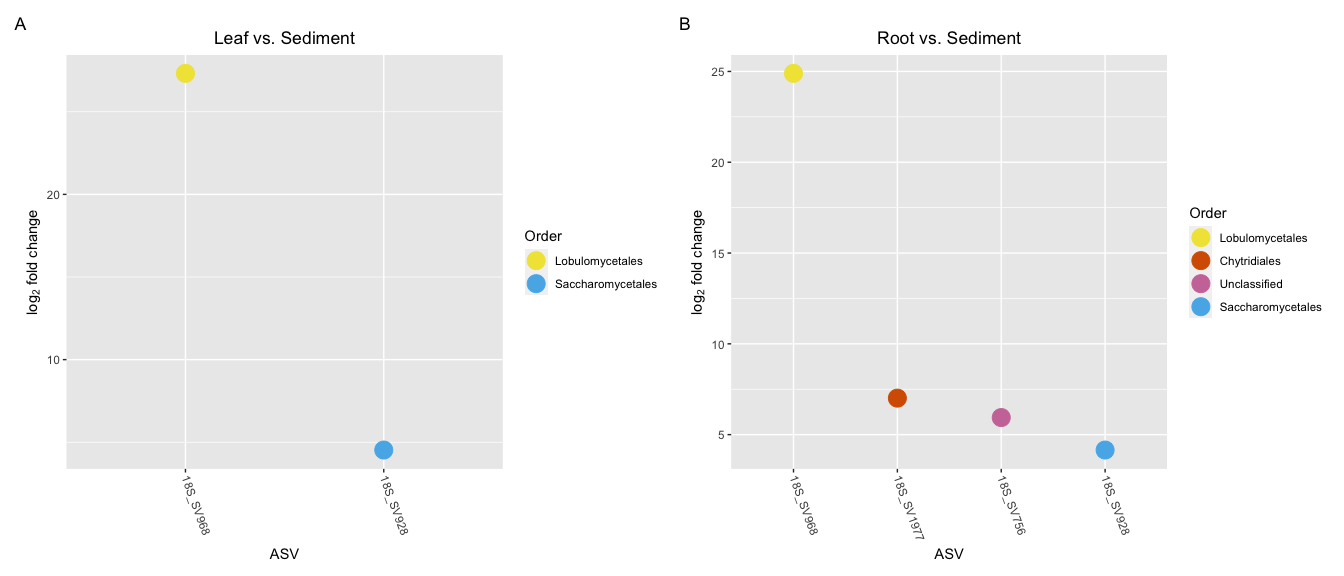 A
Leaf vs. Sediment
log2 fold change
20
10
18S_SV968
18S_SV928
ASV
Order
Lobulomycetales
Saccharomycetales
B
Root vs. Sediment
log2 fold change
25
20
15
10
5
18S_SV968
18S_SV1977
18S_SV756
18S_SV928
ASV
Order
Lobulomycetales
Chytridiales
Unclassified
Saccharomycetales